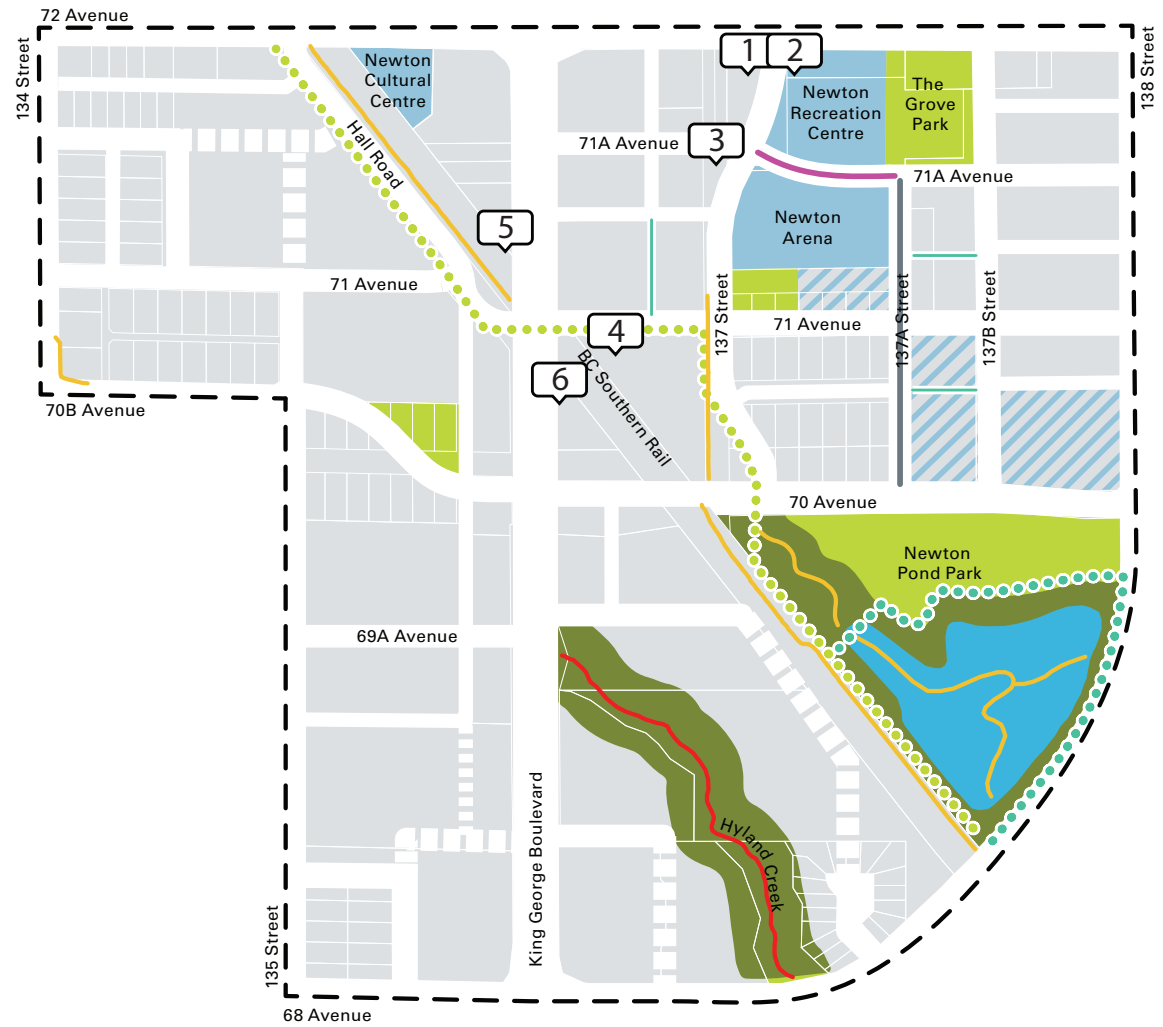 72 Avenue
134 Street
138 Street
1
2
Newton
Cultural
Centre
Newton
Recreation
Centre
The
Grove
Park
Hall Road
71A Avenue
3
71A Avenue
Newton
Arena
5
71 Avenue
4
137 Street
71 Avenue
137A Street
137B Street
6
BC Southern Rail
70B Avenue
70 Avenue
Newton
Pond Park
69A Avenue
King George Boulevard
Hyland Creek
135 Street
68 Avenue